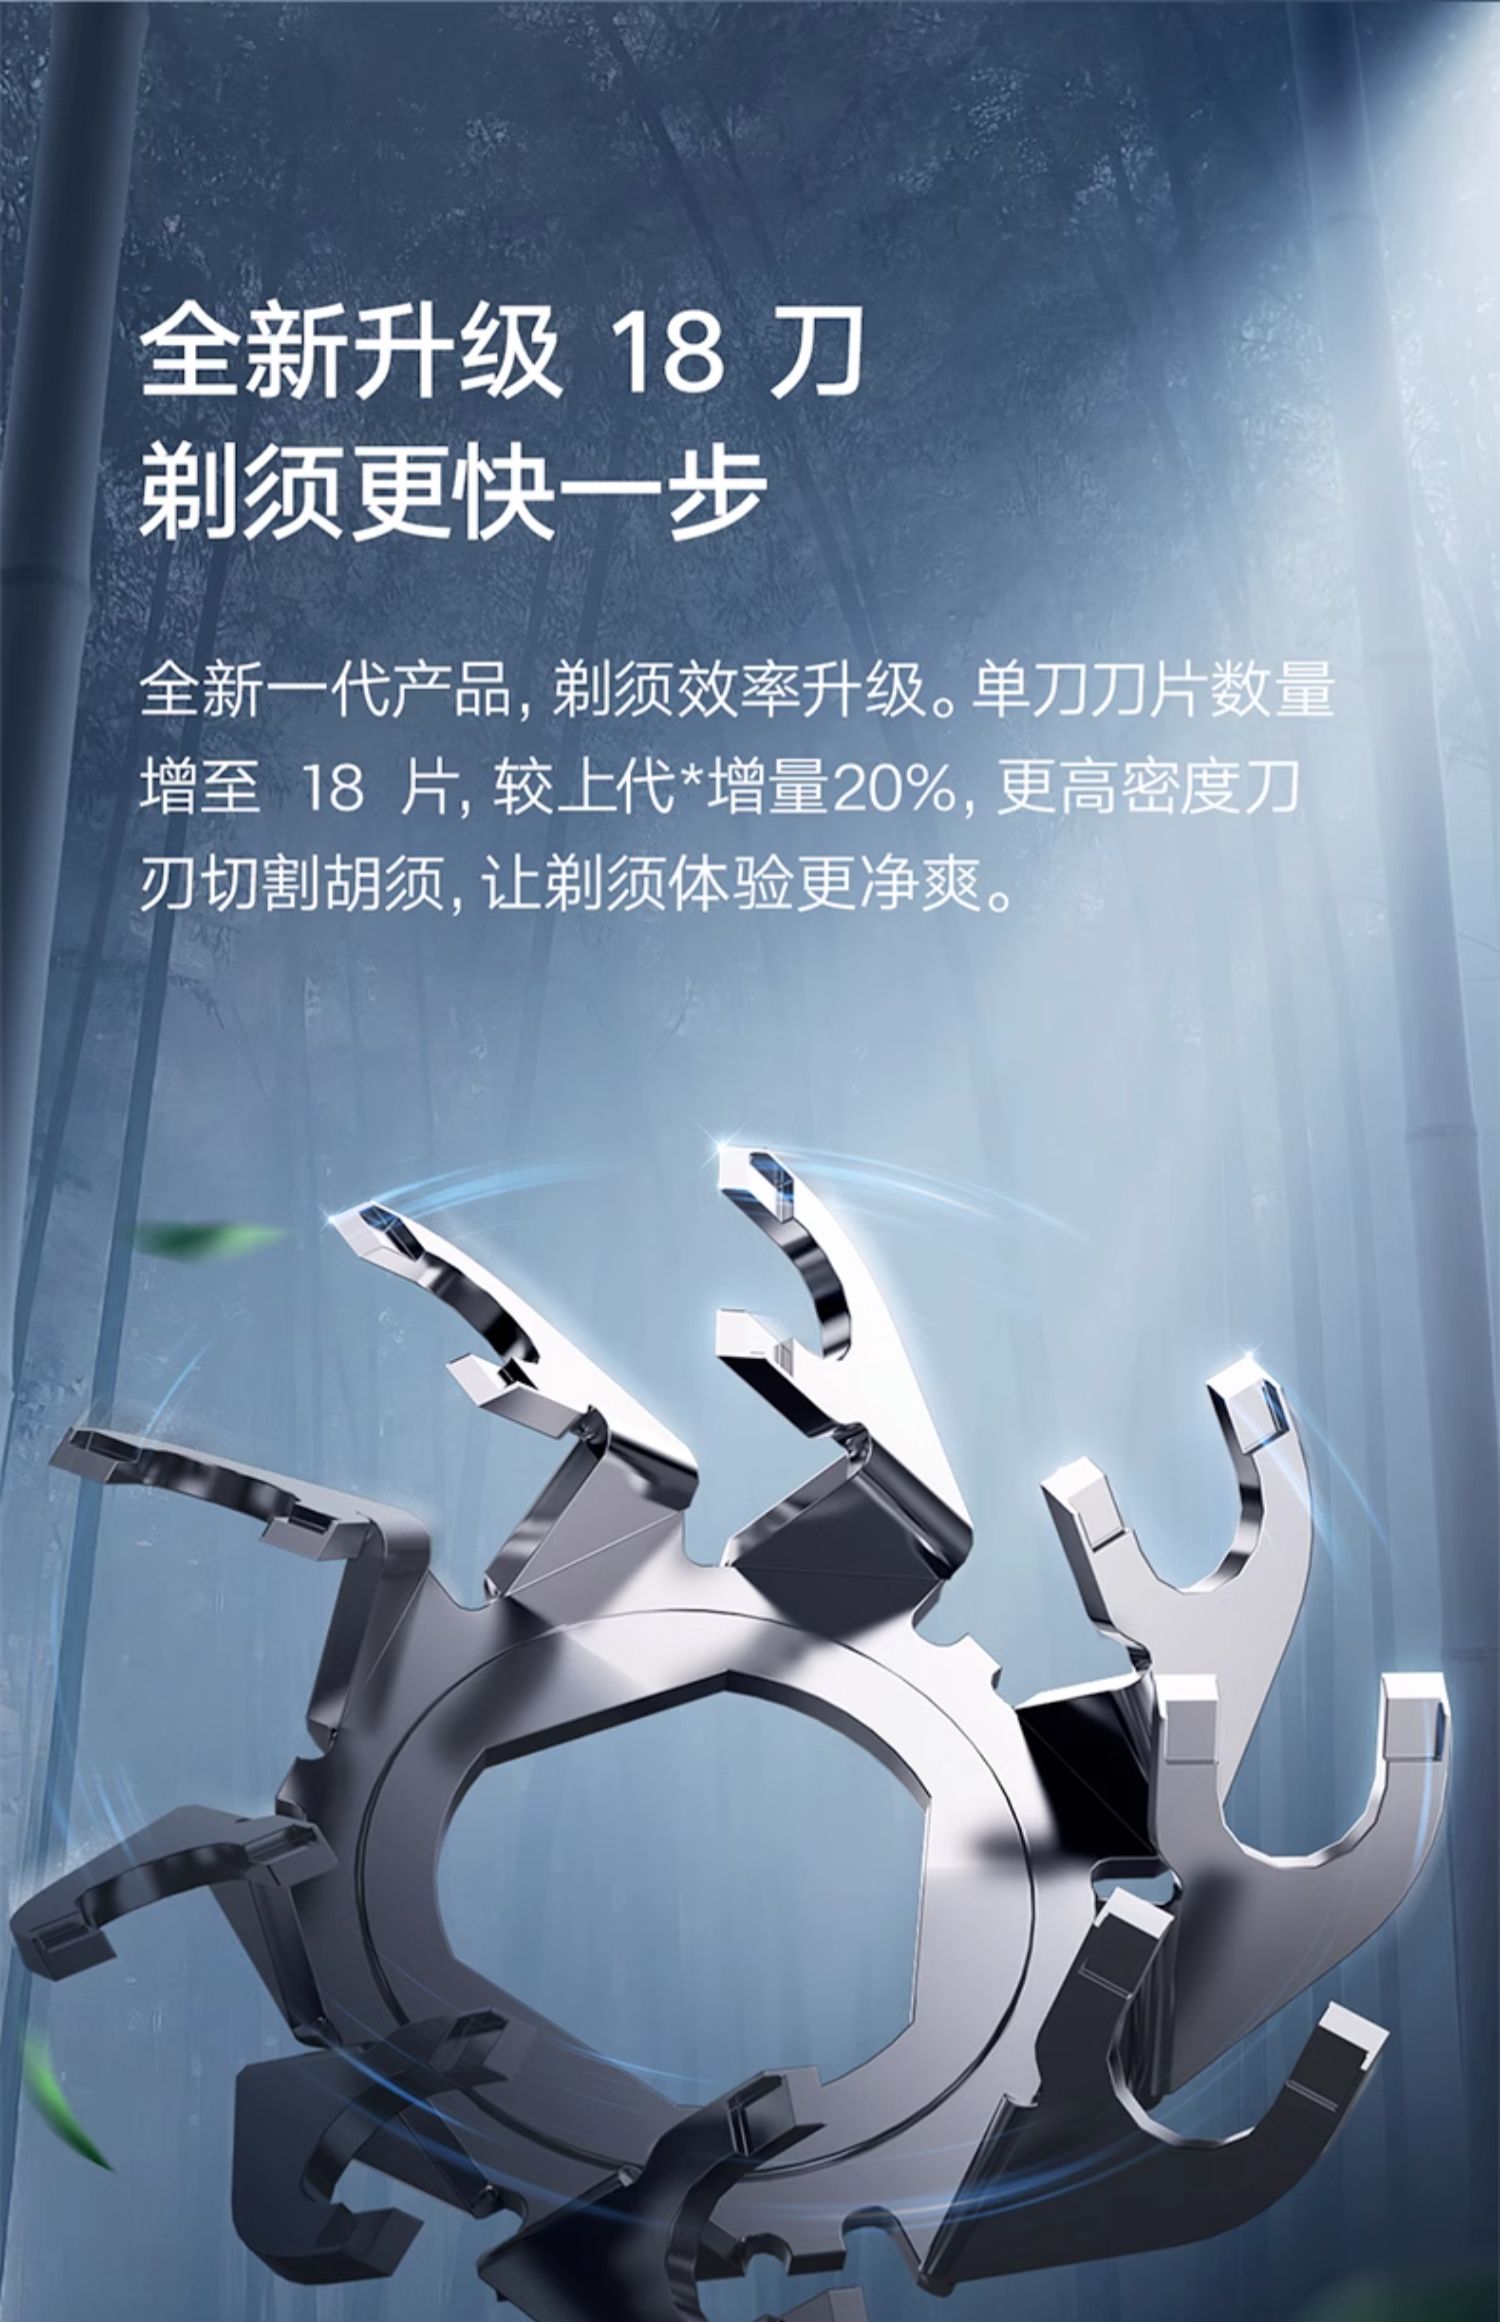 全新升级 18 刀
剃须更快一步
全新一代产品，剃须效率升级。单刀刀片数量
增至 18 片，较上代*增量20%，更高密度刀
刃切割胡须，让剃须体验更净爽。